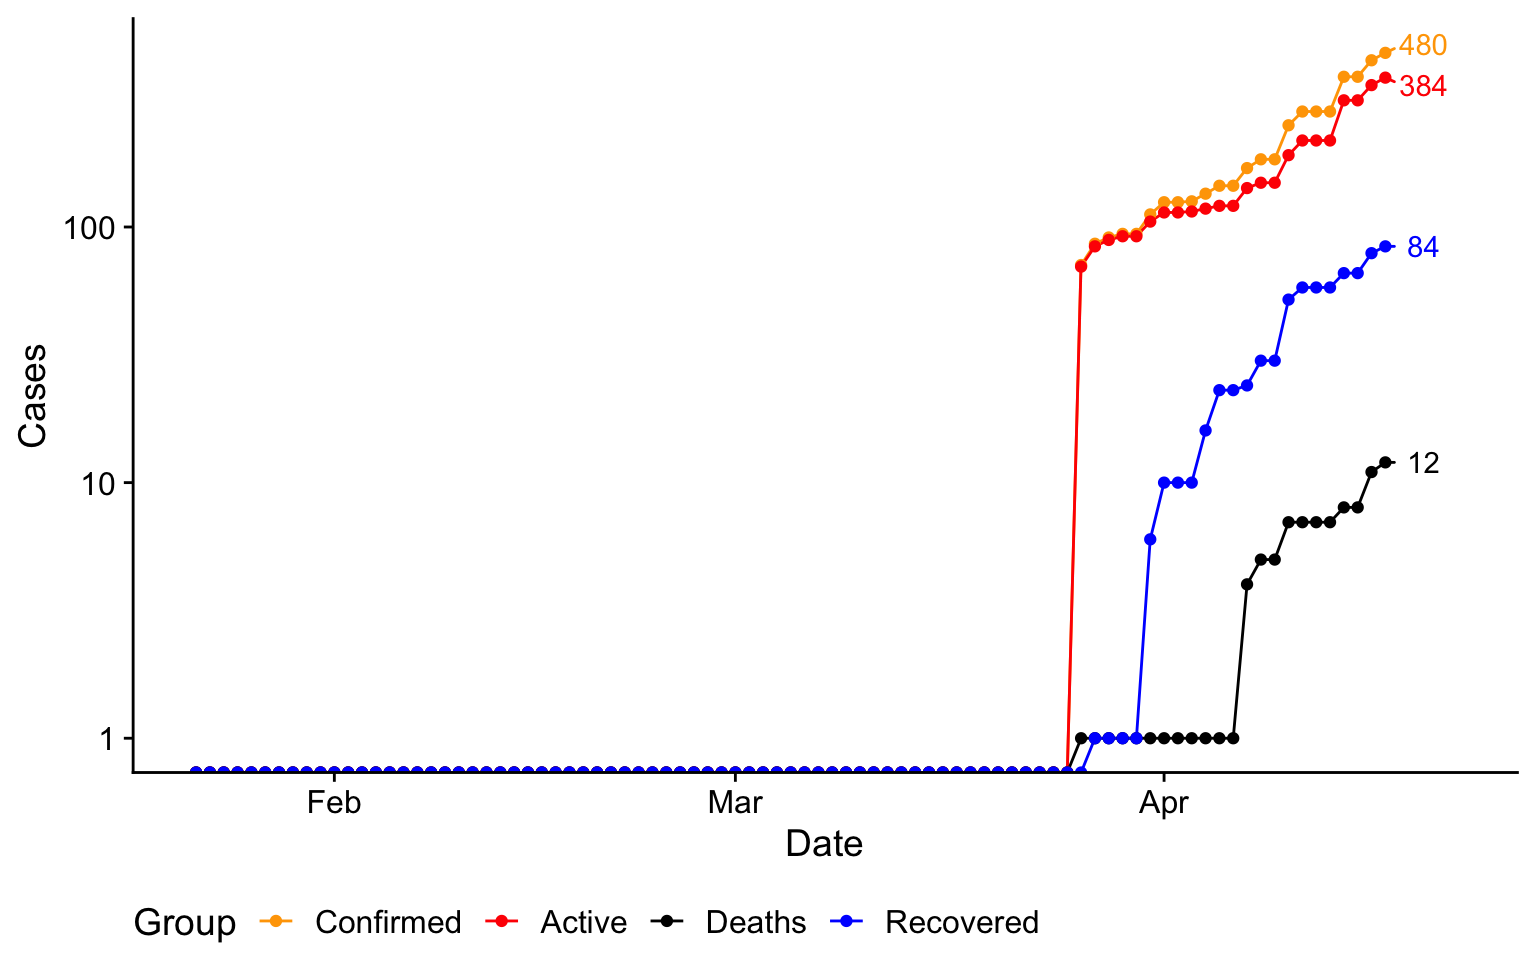 480
384
100
84
Cases
10
12
1
Feb Mar Apr
Date
Group Confirmed Active Deaths Recovered